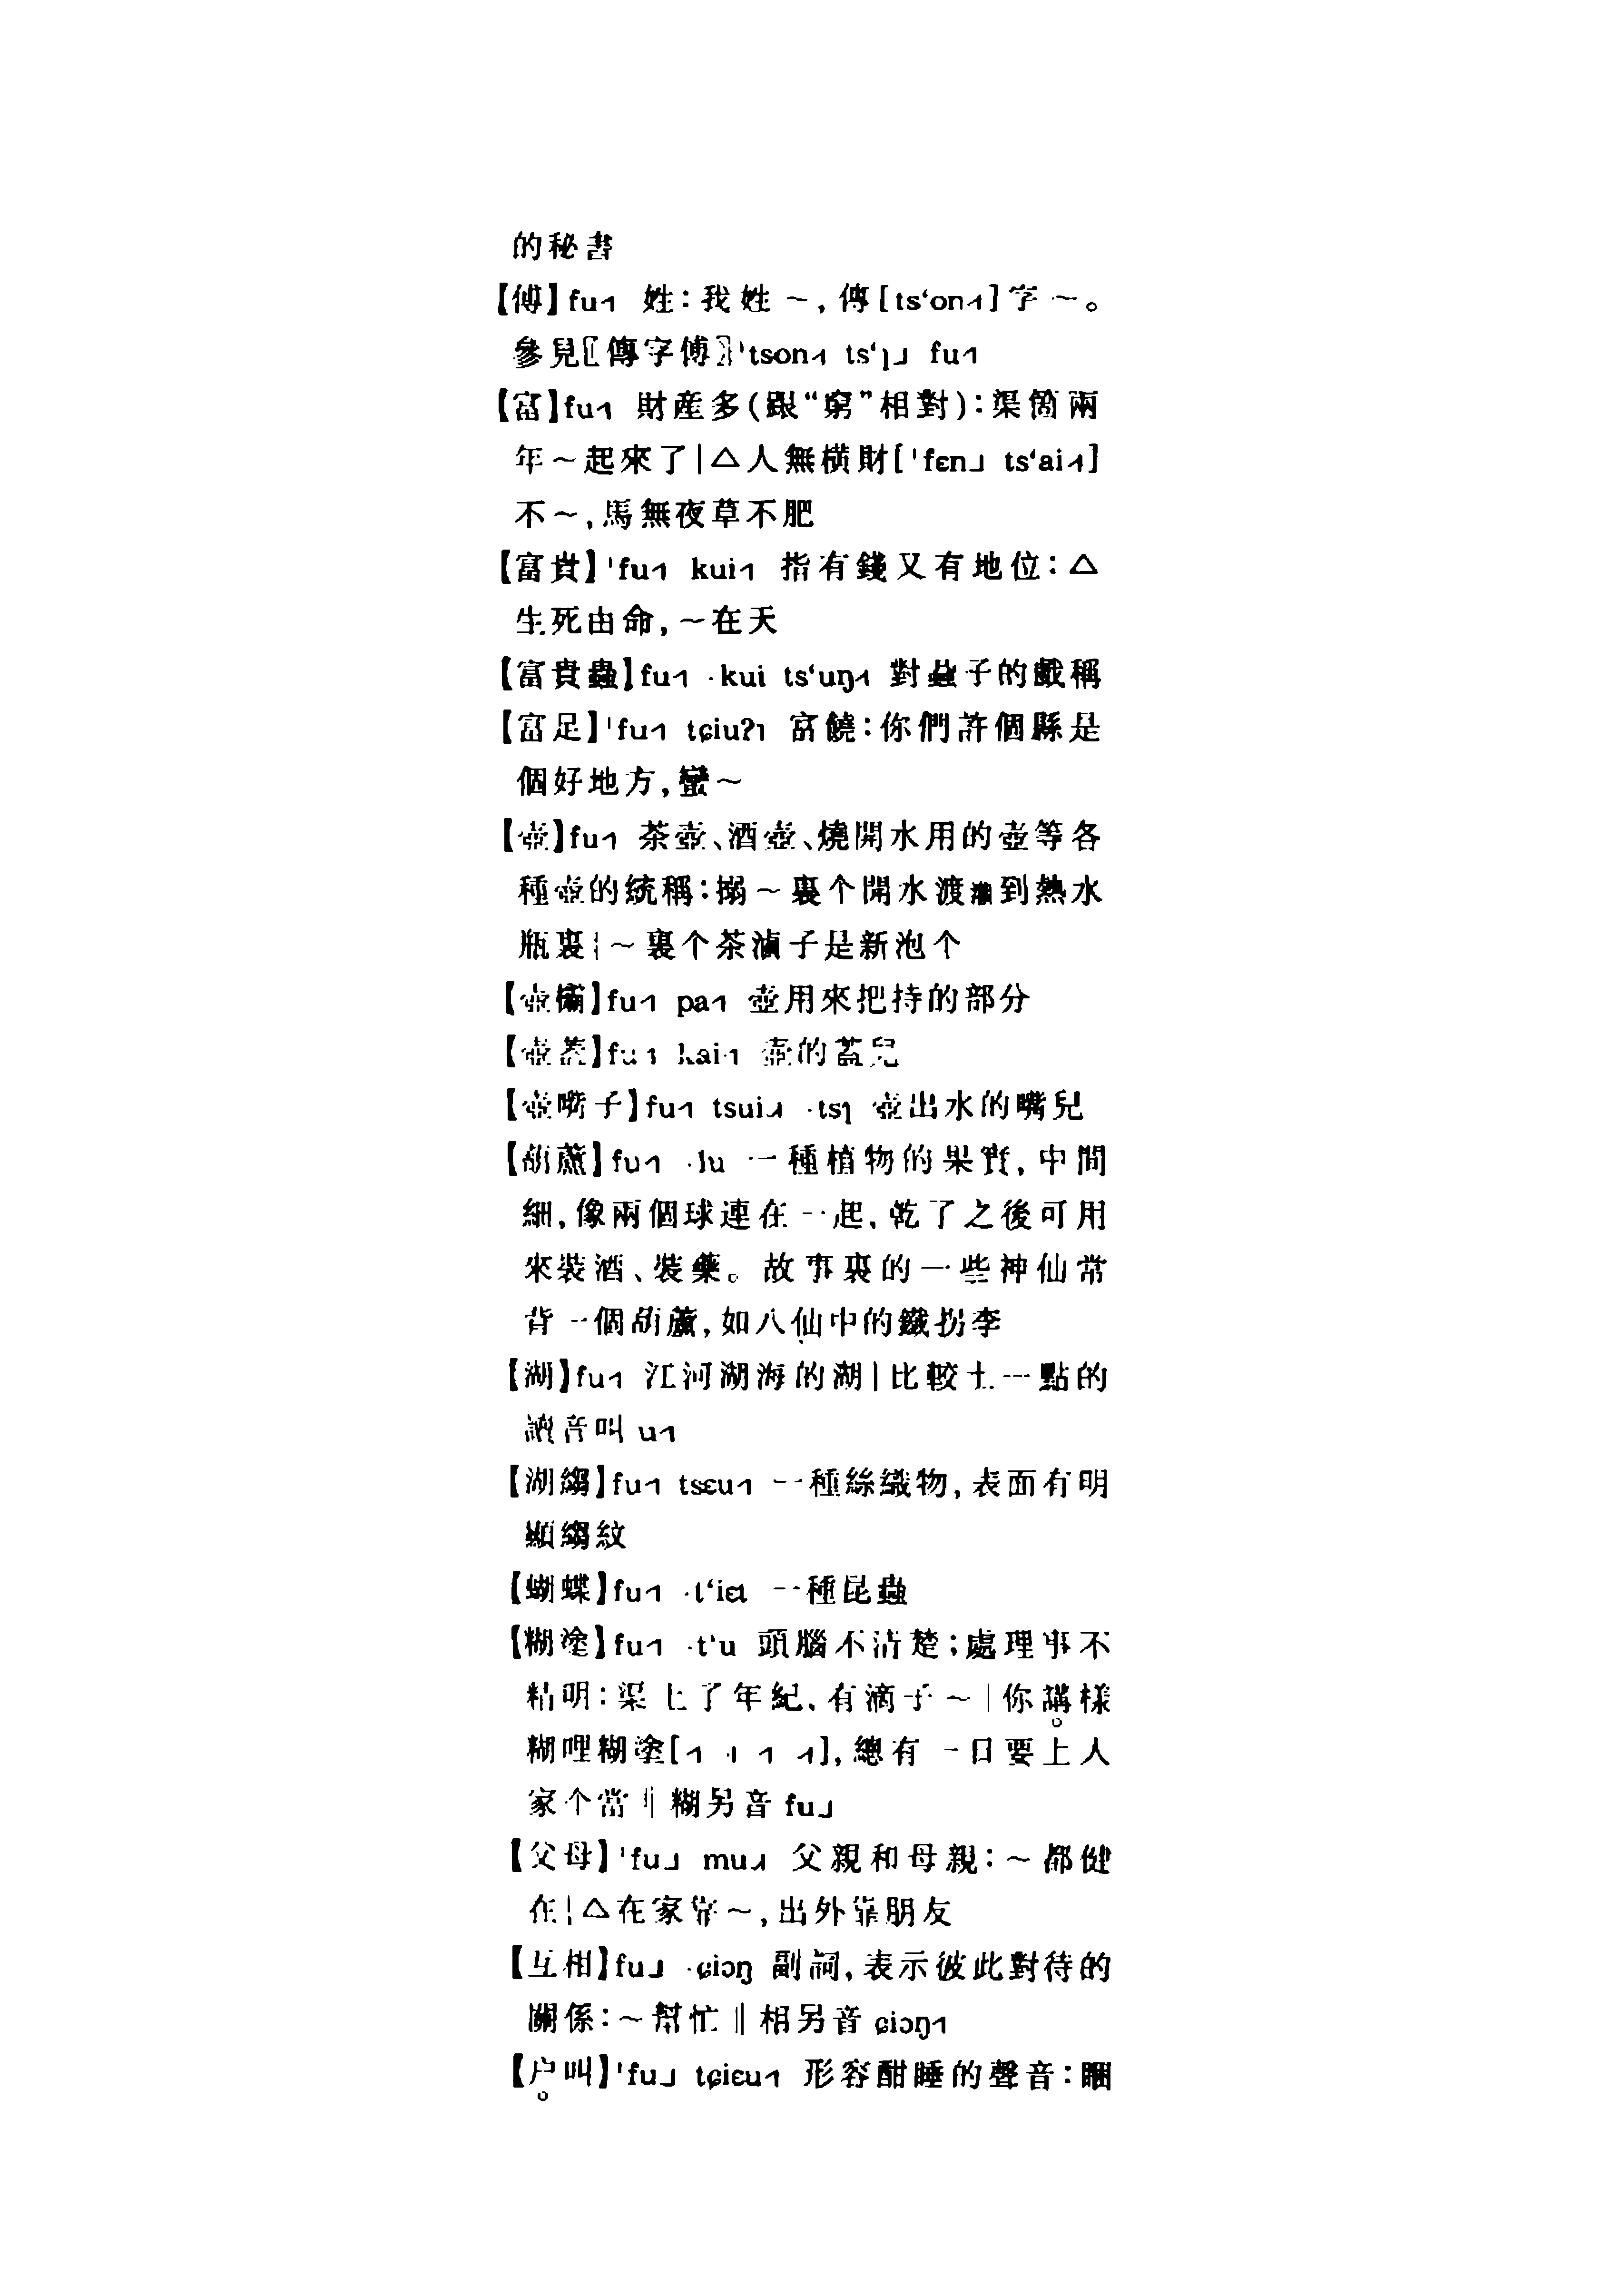 的秘書
【傅】fu˧ 姓：我姓～，傳[ts‘on˨]字～。
參見〖傳字傅〗ˈtson˨ ts‘ɿ˩ fu˧
【富】fu˧ 財産多（跟“窮”相對）：渠箇兩
年～起來了|△人無橫財[ˈfɛn˩ ts‘ai˨]
不～，馬無夜草不肥
【富貴】ˈfu˧ kui˧ 指有錢又有地位：△
生死由命，～在天
【富貴蟲】fu˧ ·kui ts‘uŋ˨ 對蝨子的戲稱
【富足】ˈfu˧ tɕiuʔ˥ 富饒：你們許個縣是
個好地方，蠻～
【壺】fu˧ 茶壺、酒壺、燒開水用的壺等各
種壺的統稱：搦～裏个開水渡到熱水
瓶裏|～裏个茶滷子是新泡个
【壺欛】fu˧ pa˧ 壺用來把持的部分
【壺蓋】fu˧ kai˧ 壺的蓋兒
【壺嘴子】fu˧ tsui˨ ·tsɿ 壺出水的嘴兒
【葫蘆】fu˧ ·lu 一種植物的果實，中間
細，像兩個球連在一起，乾了之後可用
來裝酒、裝藥。故事裏的一些神仙常
背一個葫蘆，如八仙中的鐵拐李
【湖】fu˧ 江河湖海的湖|比較土一點的
讀音叫 u˧
【湖縐】fu˧ tsɛu˧ 一種絲織物，表面有明
顯縐紋
【蝴蝶】fu˧ ·t‘iɛt 一種昆蟲
【糊塗】fu˧ ·t‘u 頭腦不清楚；處理事不
精明：渠上了年紀，有滴子～|你講樣
糊哩糊塗[˧ ˨ ˧ ˨]，總有一日要上人
家个當‖糊另音 fu˩
【父母】ˈfu˩ mu˨ 父親和母親：～都健
在|△在家靠～，出外靠朋友
【互相】fu˩ ·ɕiɔŋ 副詞，表示彼此對待的
關係：～幫忙‖相另音 ɕiɔŋ˧
【户叫】ˈfu˩ tɕiɛu˧ 形容酣睡的聲音：睏